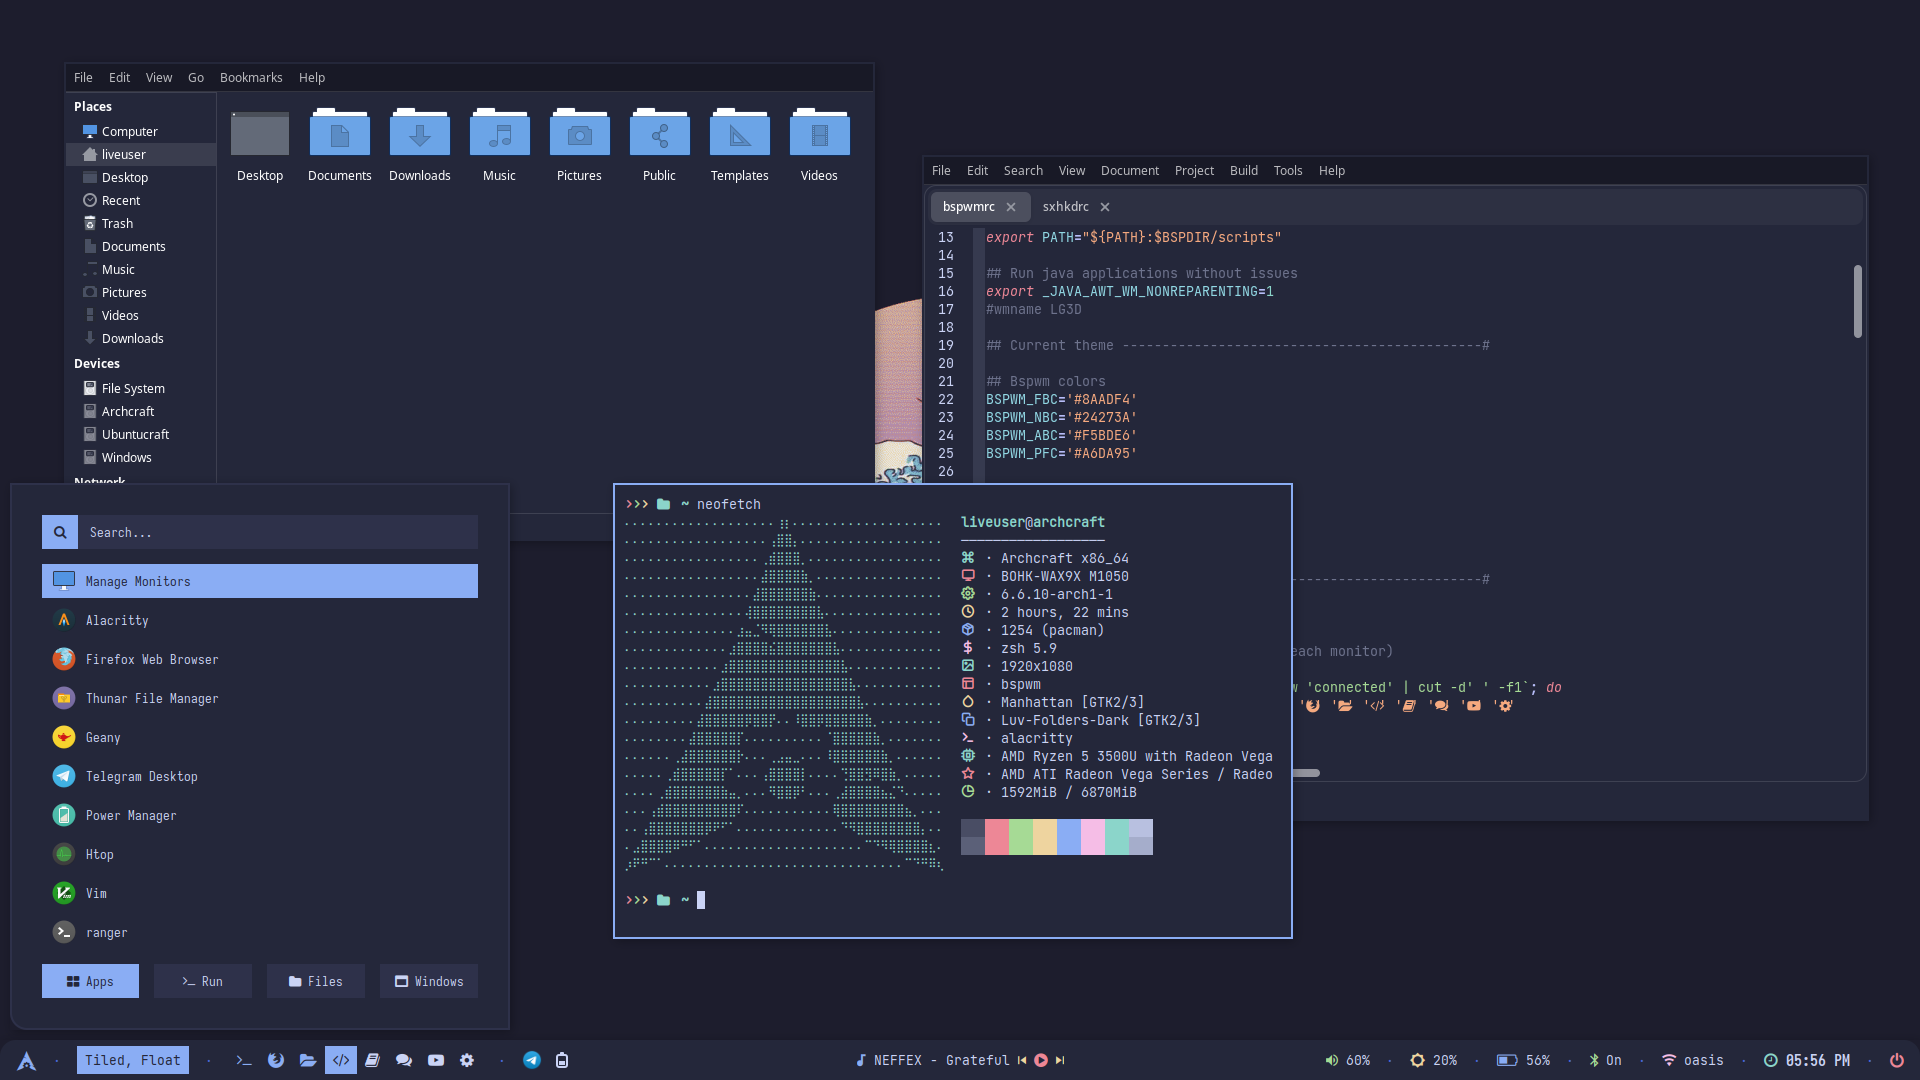 File Edit View Go Bookmarks Help
Places
Computer
liveuser
Desktop
Recent
Trash
Documents
Music
Pictures
Videos
Downloads
Devices
File System
Archcraft
Ubuntucraft
Windows
Network
Desktop Documents Downloads Music Pictures Public Templates Videos
File Edit Search View Document Project Build Tools Help
bspwmrc sxhkdrc
13 export PATH="${PATH}:$BSPDIR/scripts"
14
15 ## Run java applications without issues
16 export _JAVA_AWT_WM_NONREPARENTING=1
17 #wmname LG3D
18
19 ## Current theme ---------------------------------------------#
20
21 ## Bspwm colors
22 BSPWM_FBC='#8AADF4'
23 BSPWM_NBC='#24273A'
24 BSPWM_ABC='#F5BDE6'
25 BSPWM_PFC='#A6DA95'
26
------------------------#
each monitor)
w 'connected' | cut -d' ' -f1`; do
Search...
Manage Monitors
Alacritty
Firefox Web Browser
Thunar File Manager
Geany
Telegram Desktop
Power Manager
Htop
Vim
ranger
Apps Run Files Windows
>>> ~ neofetch
liveuser@archcraft
· Archcraft x86_64
· BOHK-WAX9X M1050
· 6.6.10-arch1-1
· 2 hours, 22 mins
· 1254 (pacman)
· zsh 5.9
· 1920x1080
· bspwm
· Manhattan [GTK2/3]
· Luv-Folders-Dark [GTK2/3]
· alacritty
· AMD Ryzen 5 3500U with Radeon Vega
· AMD ATI Radeon Vega Series / Radeo
· 1592MiB / 6870MiB
>>> ~
Tiled, Float
NEFFEX - Grateful
60% · 20% · 56% · On · oasis · 05:56 PM